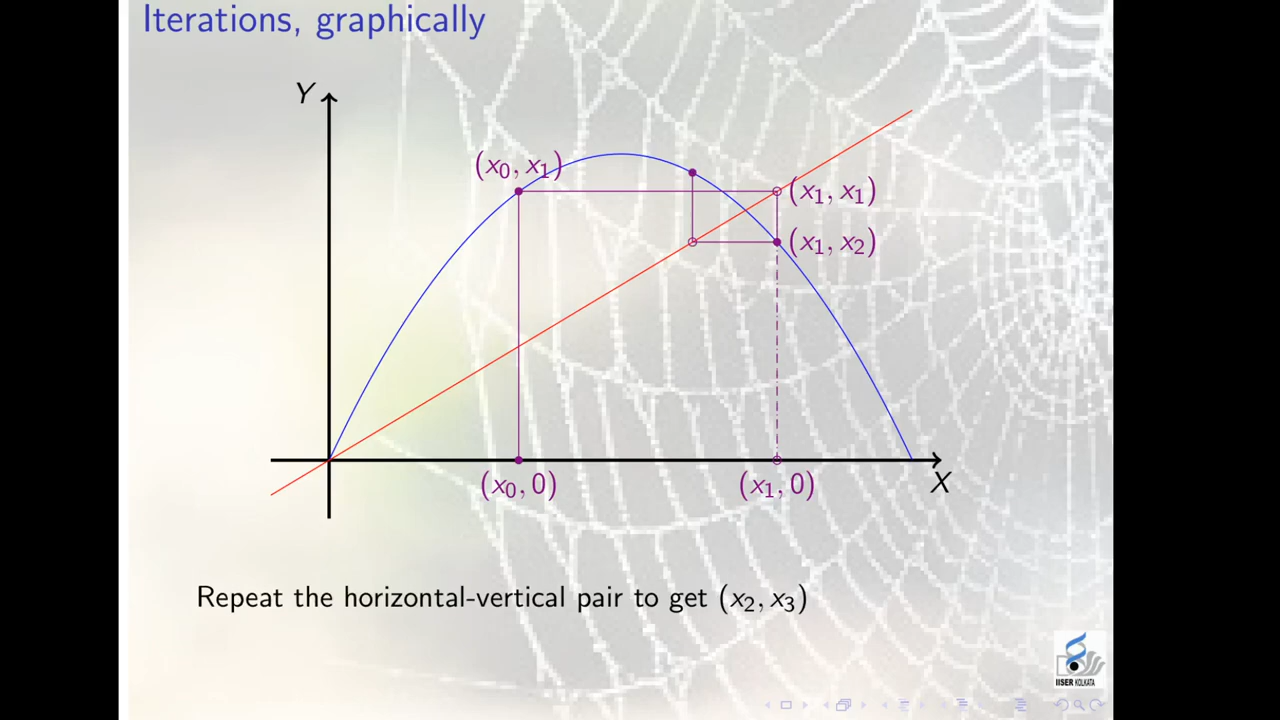 Iterations, graphically
Y
(x₀, x₁)
(x₁, x₁)
(x₁, x₂)
(x₀, 0)
(x₁, 0)
X
Repeat the horizontal-vertical pair to get (x₂, x₃)
IISER KOLKATA